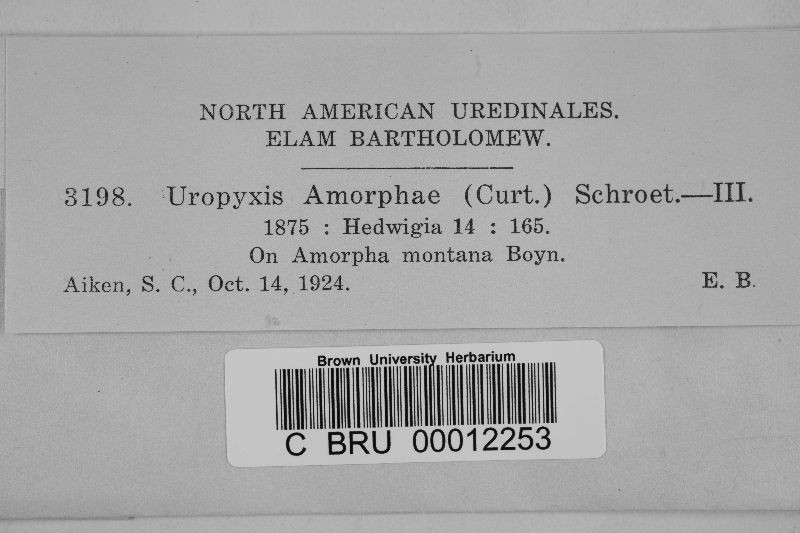 NORTH AMERICAN UREDINALES.
ELAM BARTHOLOMEW.
3198. Uropyxis Amorphae (Curt.) Schroet.—III.
1875 : Hedwigia 14 : 165.
On Amorpha montana Boyn.
Aiken, S. C., Oct. 14, 1924. E. B.
Brown University Herbarium
C BRU 00012253